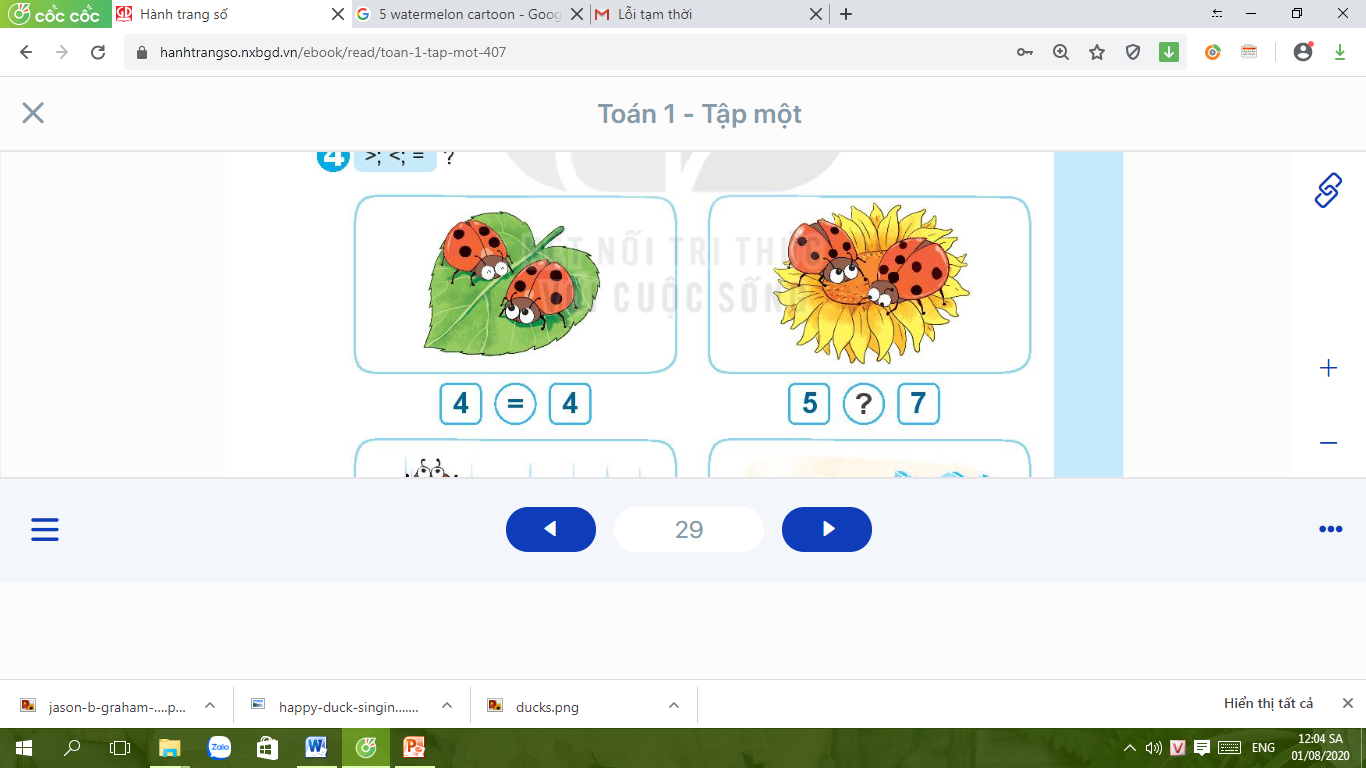 cốc cốc
Hành trang số
5 watermelon cartoon - Goog
Lỗi tạm thời
hanhtrangso.nxbgd.vn/ebook/read/toan-1-tap-mot-407
Toán 1 - Tập một
4 >; <; = ?
NỐI TRI THỨC
CUỘC SỐNG
4 = 4
5 ? 7
29
jason-b-graham-....p...
happy-duck-singin.......
ducks.png
Hiển thị tất cả
Zalo
ENG
12:04 SA
01/08/2020